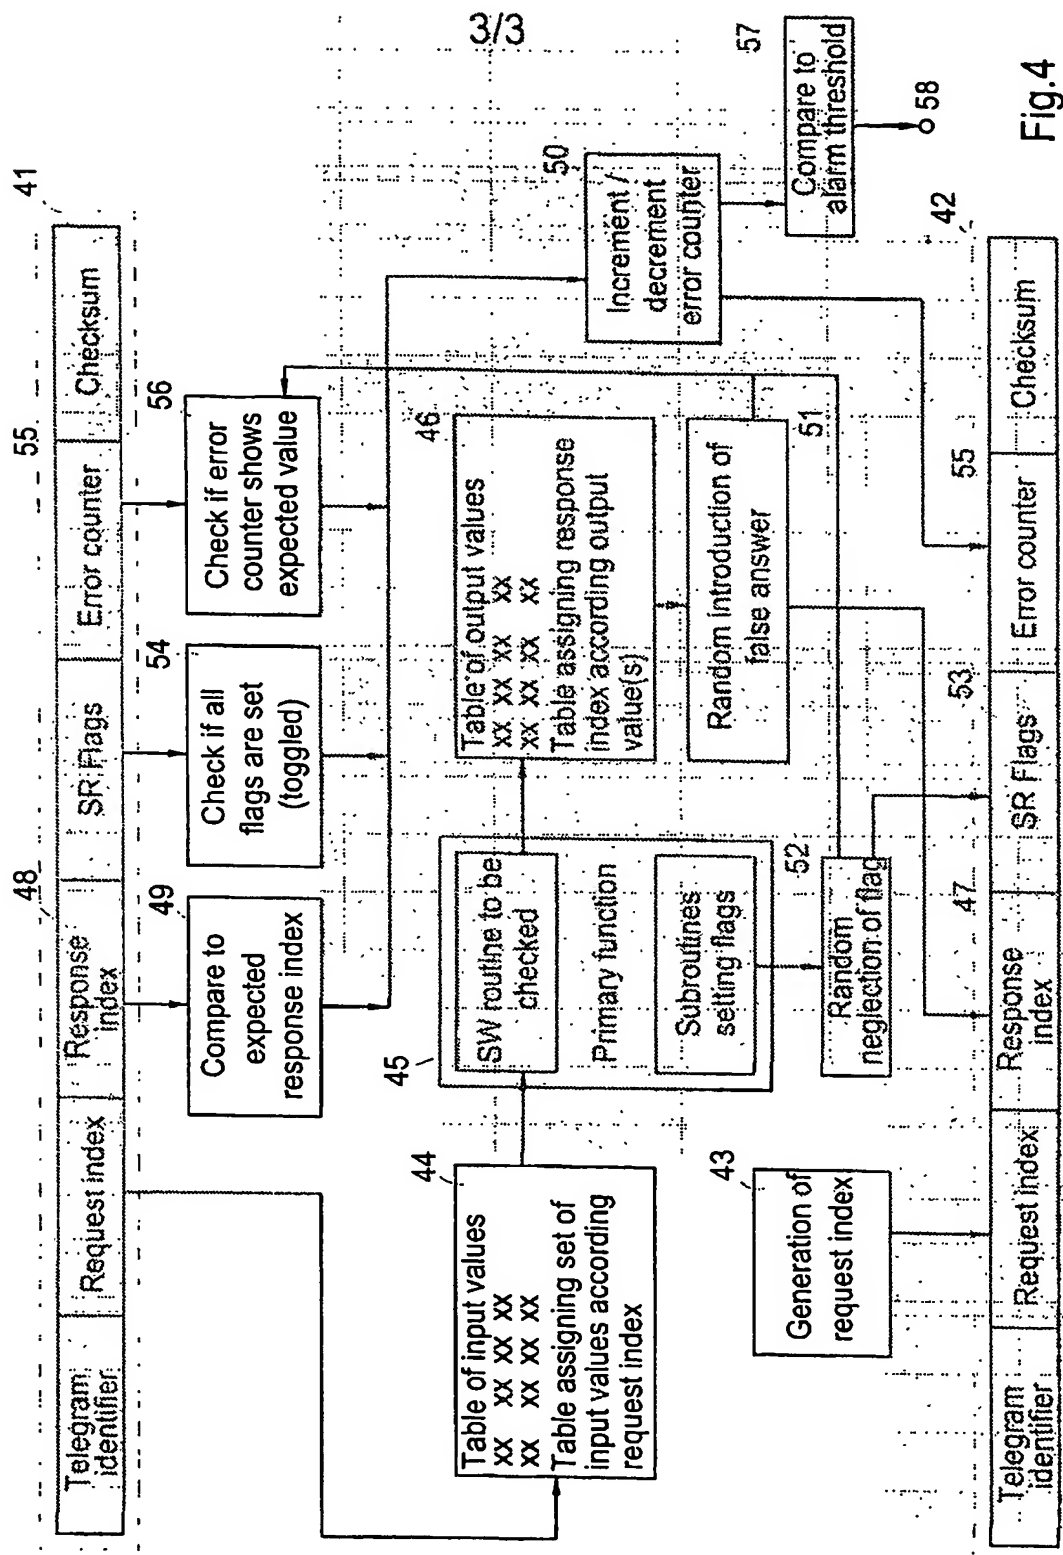 3/3
41
Telegram
identifier
Request index
Response
index
48
SR Flags
Error counter
55
Checksum
49
Compare to
expected
response index
54
Check if all
flags are set
(toggled)
56
Check if error
counter shows
expected value
44
Table of input values
xx xx xx xx xx
xx xx xx xx xx
Table assigning set of
input values according
request index
45
SW routine to be
checked
Primary function
Subroutines
setting flags
46
Table of output values
xx xx xx xx xx
xx xx xx xx xx
Table assigning response
index according output
value(s)
50
Increment /
decrement
error counter
57
Compare to
alarm threshold
58
43
Generation of
request index
52
Random
neglection of flag
51
Random introduction of
false answer
42
Telegram
identifier
Request index
Response
index
47
SR Flags
53
Error counter
55
Checksum
Fig.4